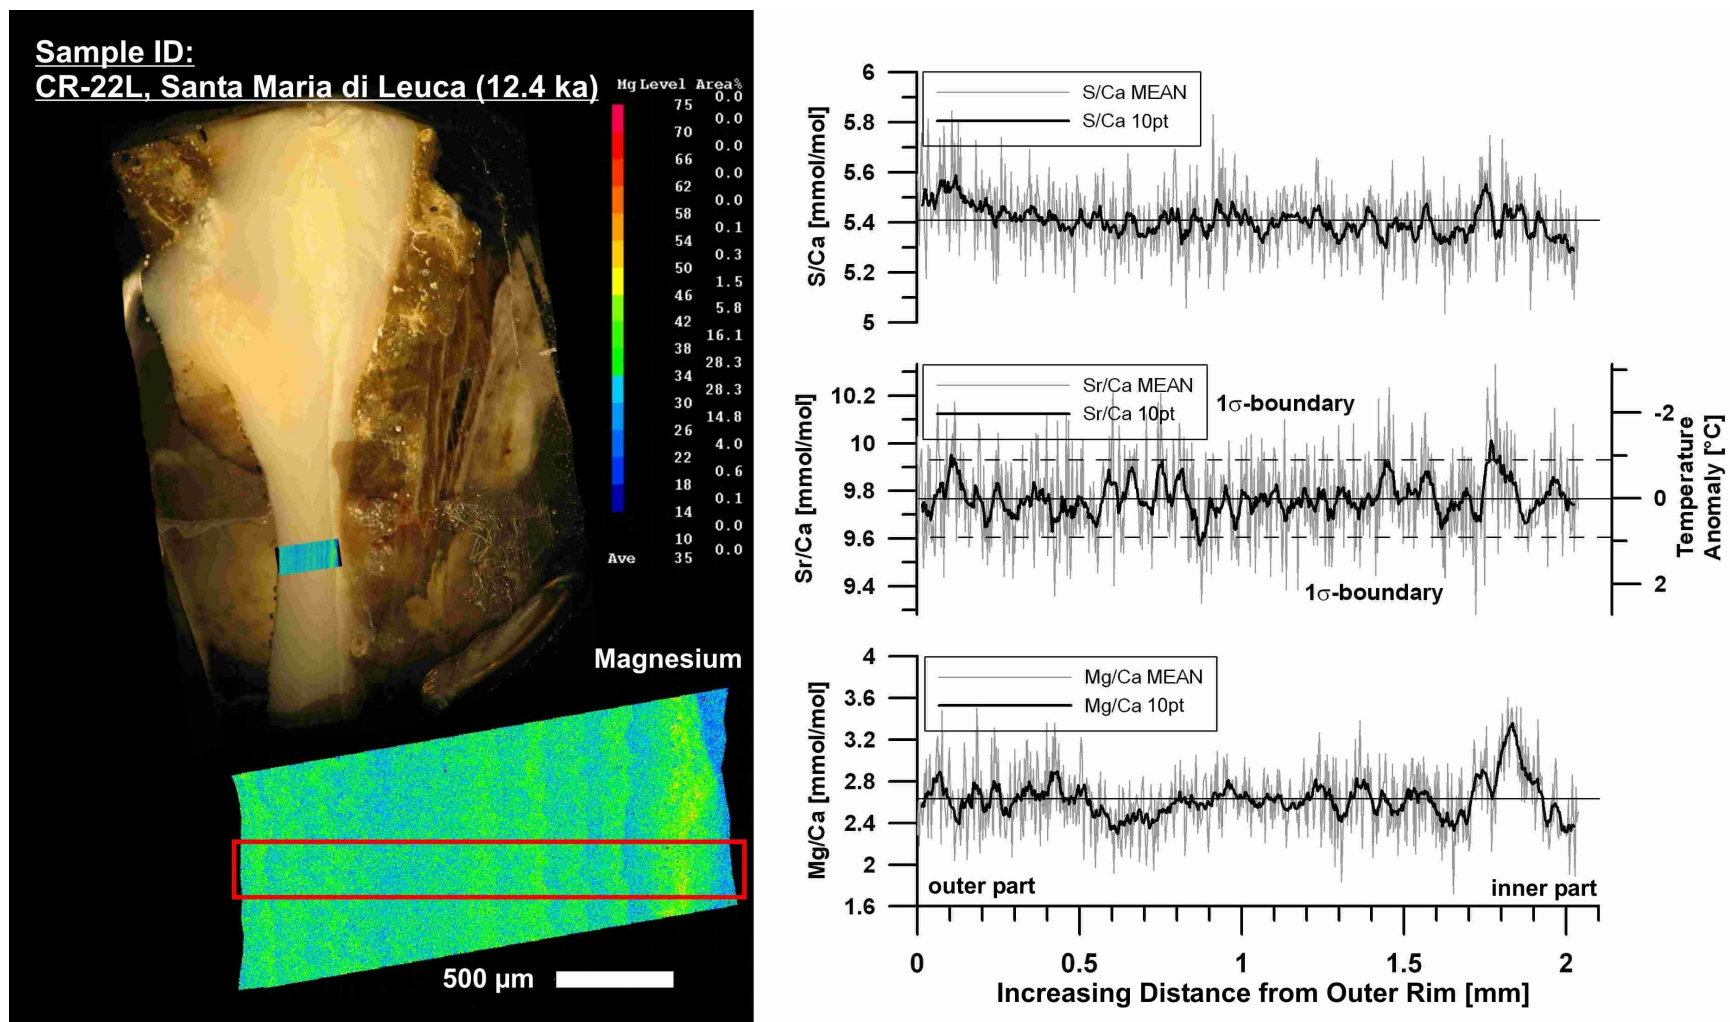 Sample ID:
CR-22L, Santa Maria di Leuca (12.4 ka)
Mg Level Area%
0.0
75 0.0
70 0.0
66 0.0
62 0.0
58 0.1
54 0.3
50 1.5
46 5.8
42 16.1
38 28.3
34 28.3
30 14.8
26 4.0
22 0.6
18 0.1
14 0.0
10 0.0
Ave 35
Magnesium
500 µm
S/Ca [mmol/mol]
6
5.8
5.6
5.4
5.2
5
S/Ca MEAN
S/Ca 10pt
Sr/Ca [mmol/mol]
10.2
10
9.8
9.6
9.4
Sr/Ca MEAN
Sr/Ca 10pt
1σ-boundary
1σ-boundary
-2
0
2
Temperature
Anomaly [°C]
Mg/Ca [mmol/mol]
4
3.6
3.2
2.8
2.4
2
1.6
Mg/Ca MEAN
Mg/Ca 10pt
outer part
inner part
0 0.5 1 1.5 2
Increasing Distance from Outer Rim [mm]